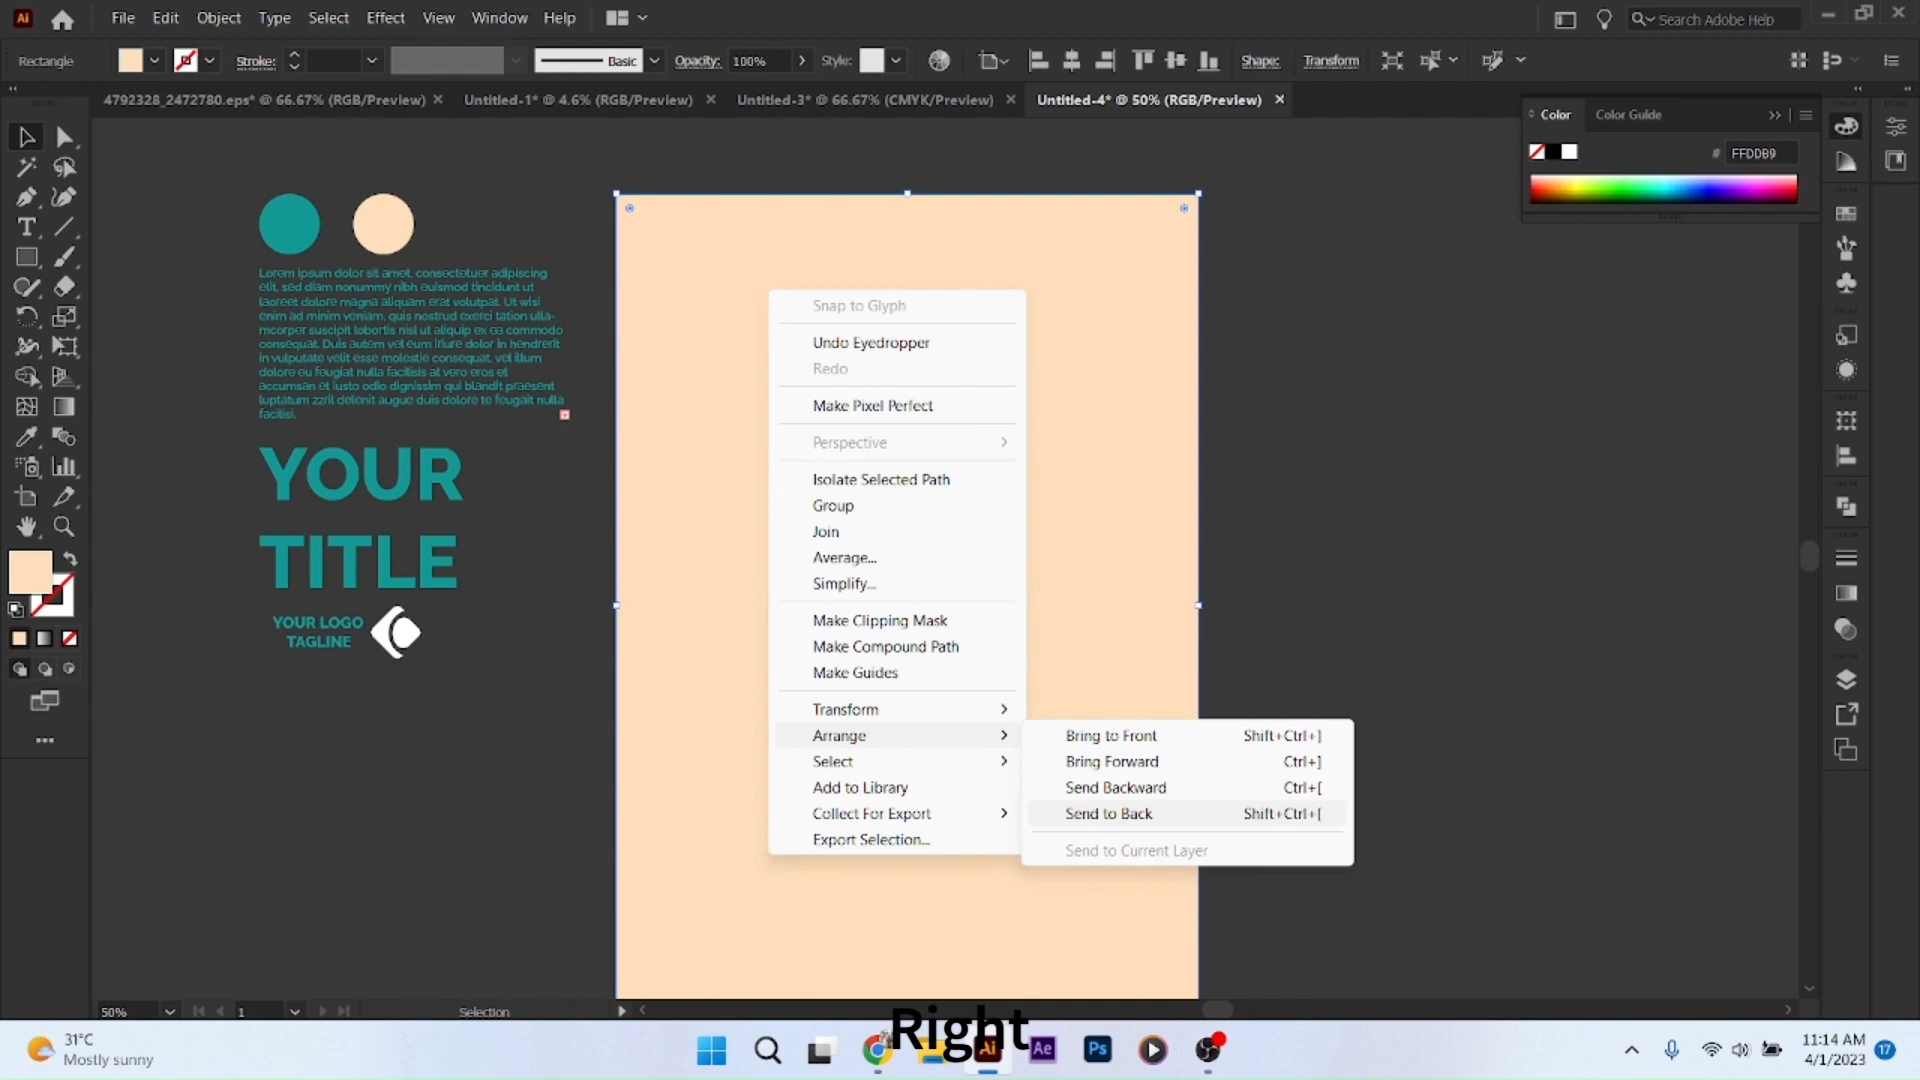 Ai
File Edit Object Type Select Effect View Window Help
Search Adobe Help
Rectangle
Stroke:
Basic
Opacity: 100%
Style:
Shape: Transform
4792328_2472780.eps* @ 66.67% (RGB/Preview)
Untitled-1* @ 4.6% (RGB/Preview)
Untitled-3* @ 66.67% (CMYK/Preview)
Untitled-4* @ 50% (RGB/Preview)
Color Color Guide
# FFDDB9
Lorem ipsum dolor sit amet, consectetuer adipiscing
elit, sed diam nonummy nibh euismod tincidunt ut
laoreet dolore magna aliquam erat volutpat. Ut wisi
enim ad minim veniam, quis nostrud exerci tation ulla-
mcorper suscipit lobortis nisl ut aliquip ex ea commodo
consequat. Duis autem vel eum iriure dolor in hendrerit
in vulputate velit esse molestie consequat, vel illum
dolore eu feugiat nulla facilisis at vero eros et
accumsan et iusto odio dignissim qui blandit praesent
luptatum zzril delenit augue duis dolore te feugait nulla
facilisi.
YOUR
TITLE
YOUR LOGO
TAGLINE
Snap to Glyph
Undo Eyedropper
Redo
Make Pixel Perfect
Perspective
Isolate Selected Path
Group
Join
Average...
Simplify...
Make Clipping Mask
Make Compound Path
Make Guides
Transform
Arrange
Select
Add to Library
Collect For Export
Export Selection...
Bring to Front Shift+Ctrl+]
Bring Forward Ctrl+]
Send Backward Ctrl+[
Send to Back Shift+Ctrl+[
Send to Current Layer
50%
1
Selection
Right
31°C
Mostly sunny
Ai
Ae
Ps
11:14 AM
4/1/2023
17